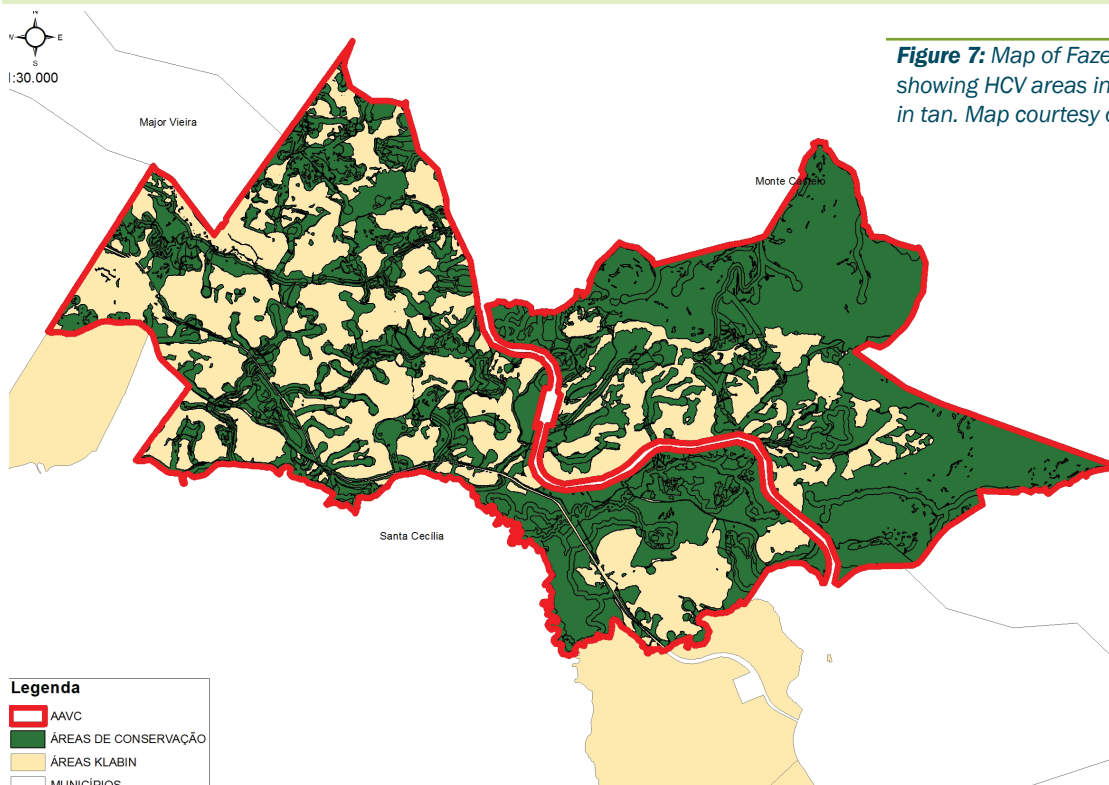 N
W E
S
1:30.000
Figure 7: Map of Faze
showing HCV areas in
in tan. Map courtesy
Major Vieira
Monte Castelo
Santa Cecília
Legenda
AAVC
ÁREAS DE CONSERVAÇÃO
ÁREAS KLABIN
MUNICÍPIOS